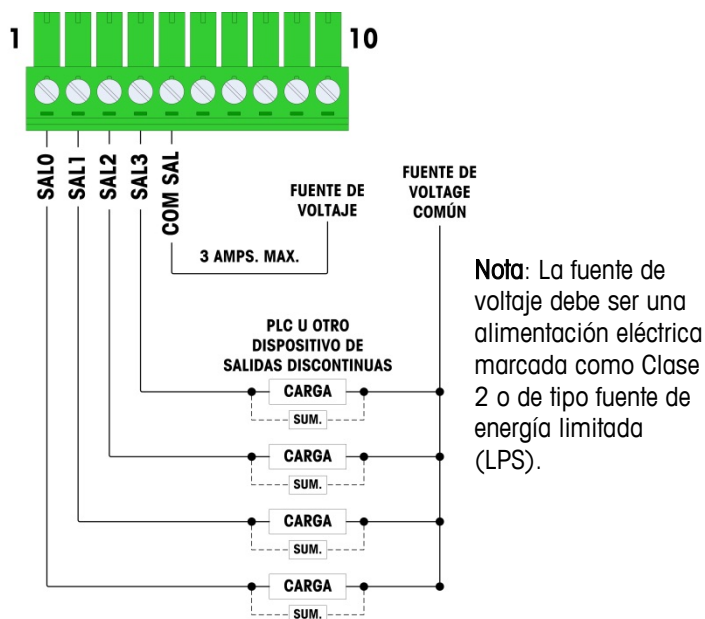 1
10
SAL0
SAL1
SAL2
SAL3
COM SAL
FUENTE DE
VOLTAJE
FUENTE DE
VOLTAGE
COMÚN
3 AMPS. MAX.
PLC U OTRO
DISPOSITIVO DE
SALIDAS DISCONTINUAS
CARGA
SUM.
CARGA
SUM.
CARGA
SUM.
CARGA
SUM.
Nota: La fuente de
voltaje debe ser una
alimentación eléctrica
marcada como Clase
2 o de tipo fuente de
energía limitada
(LPS).